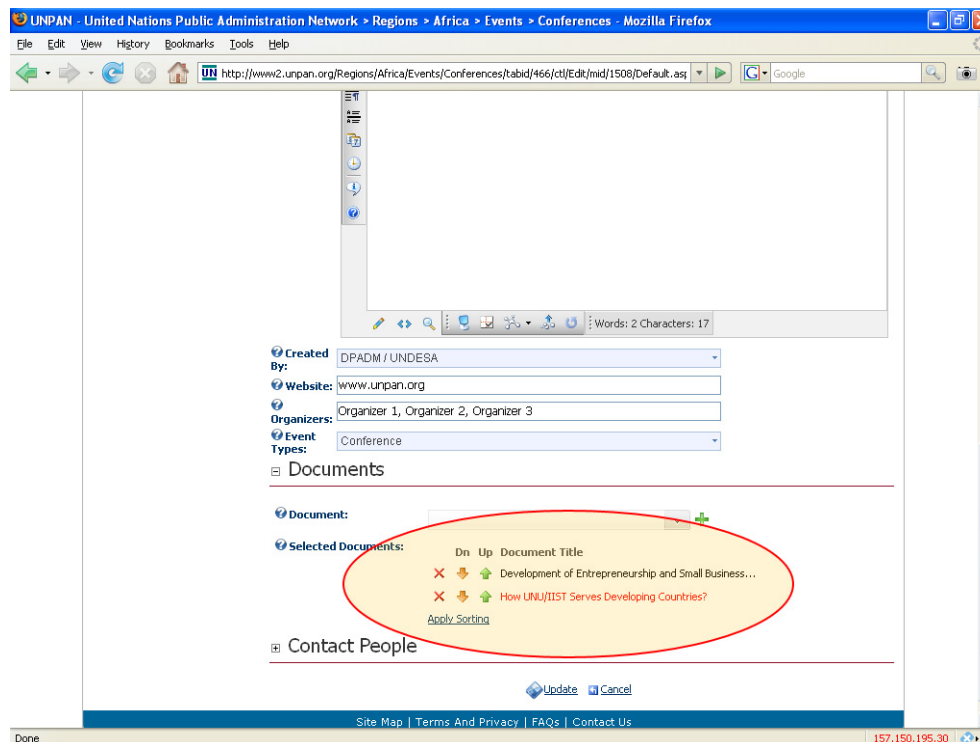 UNPAN - United Nations Public Administration Network > Regions > Africa > Events > Conferences - Mozilla Firefox
File Edit View History Bookmarks Tools Help
UN http://www2.unpan.org/Regions/Africa/Events/Conferences/tabid/466/ctl/Edit/mid/1508/Default.asp G Google
Words: 2 Characters: 17
Created By: DPADM / UNDESA
Website: www.unpan.org
Organizers: Organizer 1, Organizer 2, Organizer 3
Event Types: Conference
Documents
Document:
Selected Documents:
Dn Up Document Title
Development of Entrepreneurship and Small Business...
How UNU/IIST Serves Developing Countries?
Apply Sorting
Contact People
Update Cancel
Site Map | Terms And Privacy | FAQs | Contact Us
Done 157.150.195.30